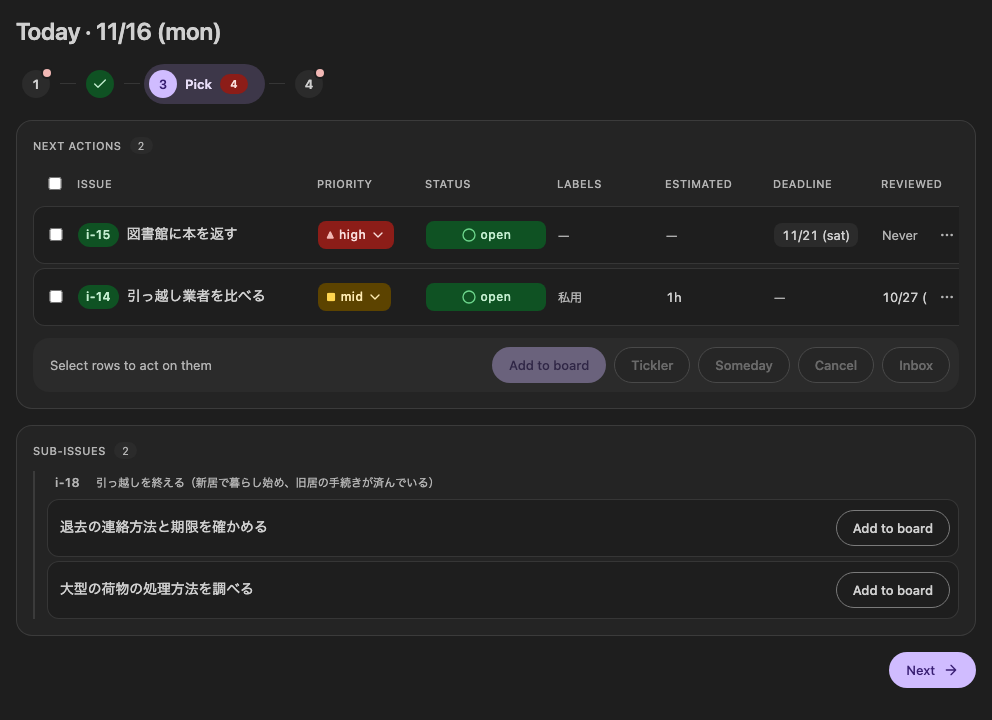 Today · 11/16 (mon)
1 3 Pick 4 4
NEXT ACTIONS 2
ISSUE PRIORITY STATUS LABELS ESTIMATED DEADLINE REVIEWED
i-15 図書館に本を返す high open — — 11/21 (sat) Never ···
i-14 引っ越し業者を比べる mid open 私用 1h — 10/27 ( ···
Select rows to act on them Add to board Tickler Someday Cancel Inbox
SUB-ISSUES 2
i-18 引っ越しを終える（新居で暮らし始め、旧居の手続きが済んでいる）
退去の連絡方法と期限を確かめる Add to board
大型の荷物の処理方法を調べる Add to board
Next →